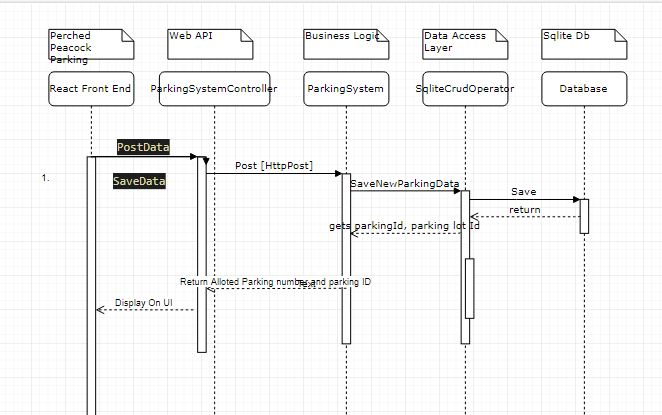 Perched
Peacock
Parking
Web API
Business Logic
Data Access
Layer
Sqlite Db
React Front End
ParkingSystemController
ParkingSystem
SqliteCrudOperator
Database
PostData
Post [HttpPost]
1.
SaveData
SaveNewParkingData
Save
return
gets parkingId, parking lot Id
Return Alloted Parking number and parking ID
Text
Display On UI